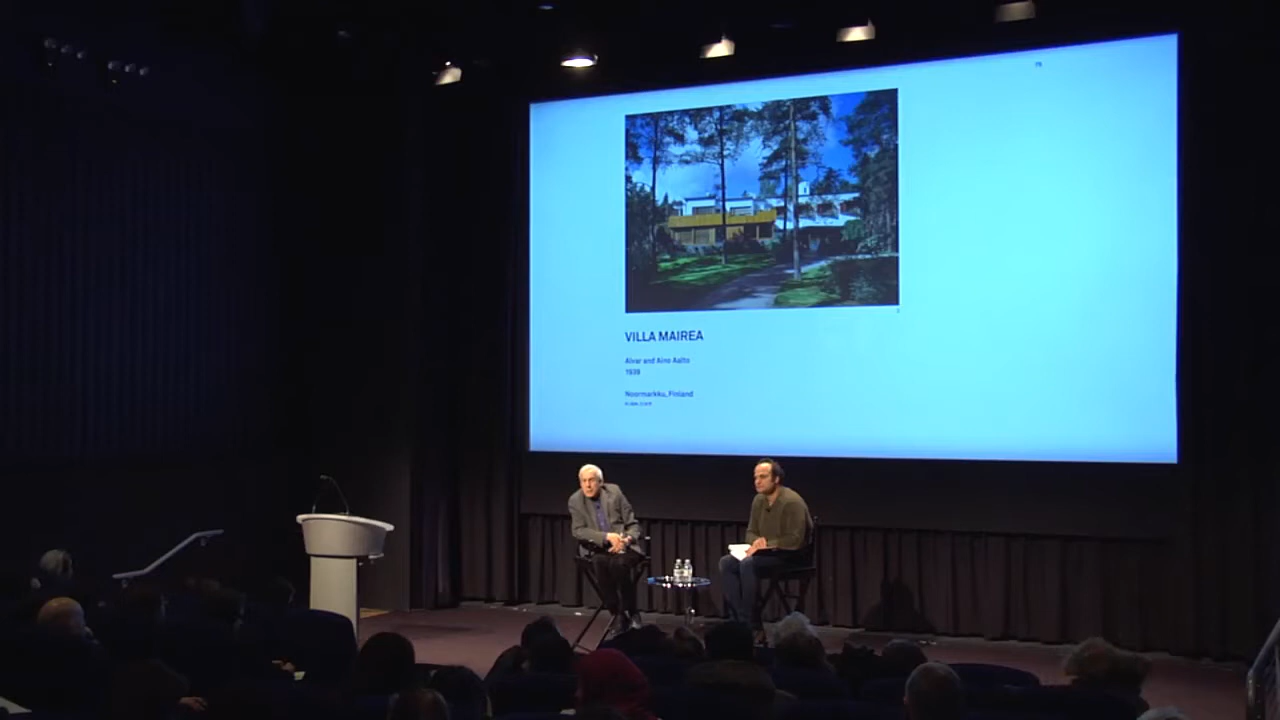 VILLA MAIREA
Alvar and Aino Aalto
1939
Noormarkku, Finland